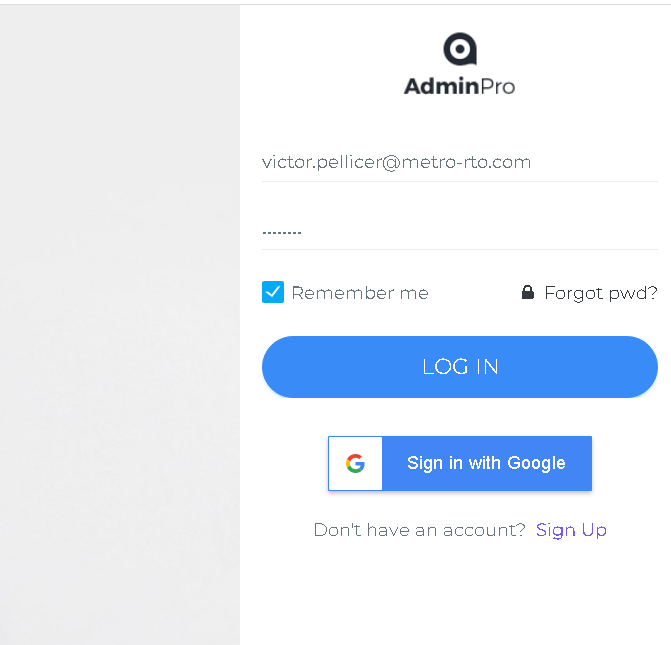 AdminPro
victor.pellicer@metro-rto.com
••••••••
Remember me
Forgot pwd?
LOG IN
Sign in with Google
Don't have an account? Sign Up